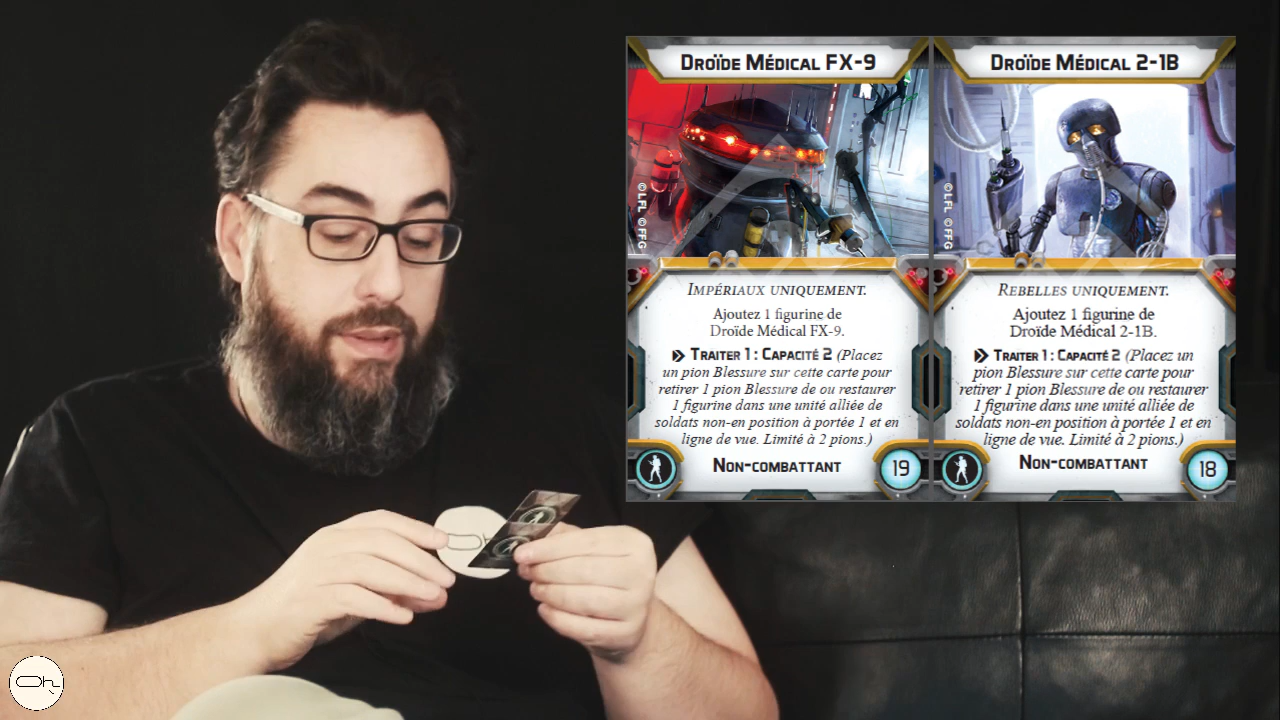 Droïde Médical FX-9
©LFL ©FFG
Impériaux uniquement.
Ajoutez 1 figurine de
Droïde Médical FX-9.
Traiter 1 : Capacité 2 (Placez
un pion Blessure sur cette carte pour
retirer 1 pion Blessure de ou restaurer
1 figurine dans une unité alliée de
soldats non-en position à portée 1 et en
ligne de vue. Limité à 2 pions.)
Non-combattant
19
Droïde Médical 2-1B
©LFL ©FFG
Rebelles uniquement.
Ajoutez 1 figurine de
Droïde Médical 2-1B.
Traiter 1 : Capacité 2 (Placez un
pion Blessure sur cette carte pour
retirer 1 pion Blessure de ou restaurer
1 figurine dans une unité alliée de
soldats non-en position à portée 1 et en
ligne de vue. Limité à 2 pions.)
Non-combattant
18